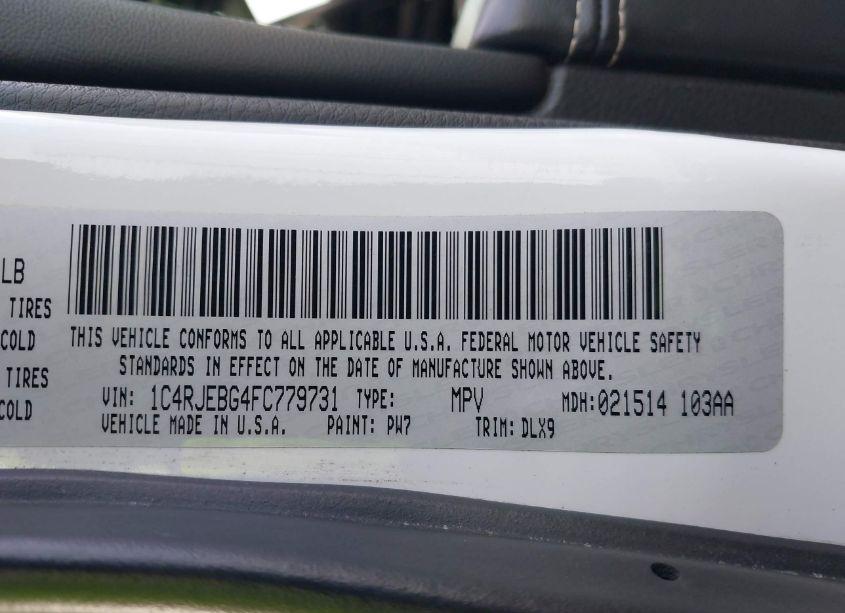 LB
TIRES
COLD
TIRES
COLD
THIS VEHICLE CONFORMS TO ALL APPLICABLE U.S.A. FEDERAL MOTOR VEHICLE SAFETY
STANDARDS IN EFFECT ON THE DATE OF MANUFACTURE SHOWN ABOVE.
VIN: 1C4RJEBG4FC779731 TYPE: MPV MDH:021514 103AA
VEHICLE MADE IN U.S.A. PAINT: PW7 TRIM: DLX9